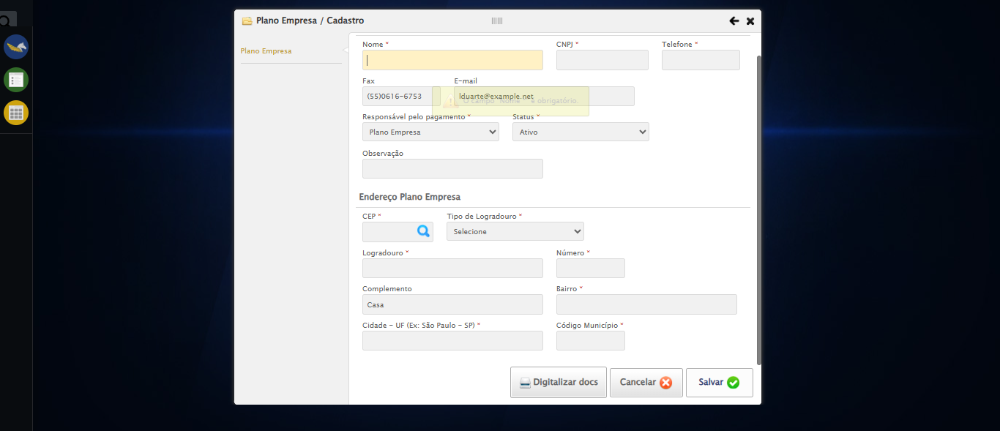 Plano Empresa / Cadastro
Plano Empresa
Nome * CNPJ * Telefone *
Fax E-mail
(55)0616-6753 lduarte@example.net
O campo "Nome" é obrigatório.
Responsável pelo pagamento * Status *
Plano Empresa Ativo
Observação
Endereço Plano Empresa
CEP * Tipo de Logradouro *
Selecione
Logradouro * Número *
Complemento Bairro *
Casa
Cidade - UF (Ex: São Paulo - SP) * Código Município *
Digitalizar docs Cancelar Salvar